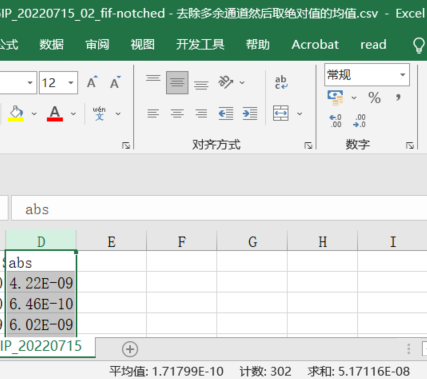 IP_20220715_02_fif-notched - 去除多余通道然后取绝对值的均值.csv - Excel
公式 数据 审阅 视图 开发工具 帮助 Acrobat read
12 A A 常规
A wén 文 ab c % ,
.00 .0
对齐方式 数字
abs
D E F G H I
abs
4.22E-09
6.46E-10
6.02E-09
IP_20220715
平均值: 1.71799E-10 计数: 302 求和: 5.17116E-08